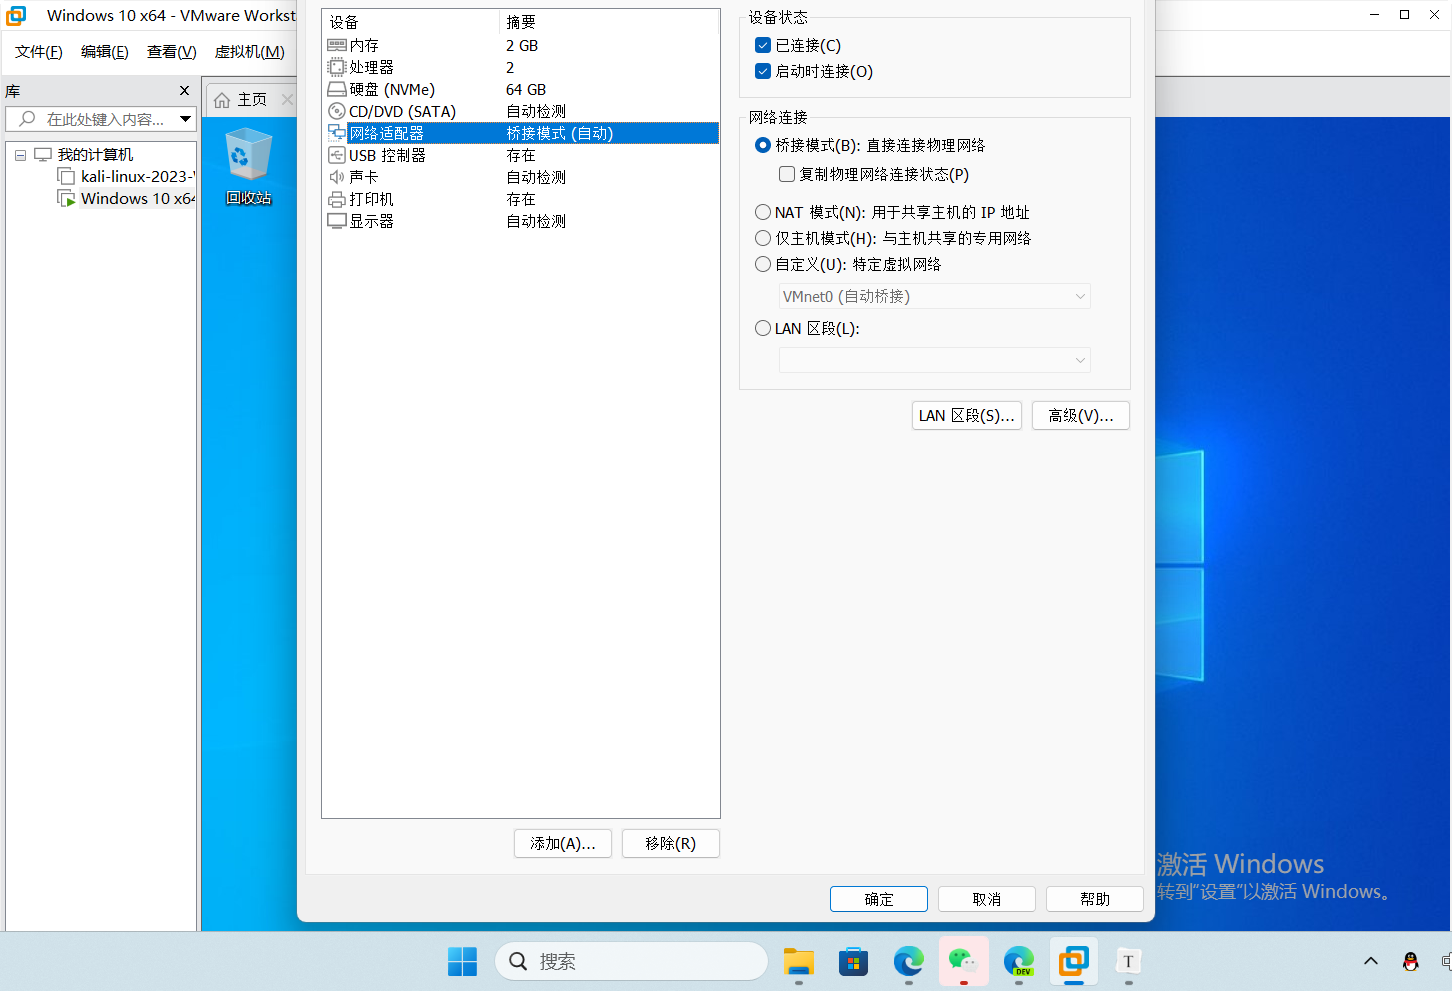 Windows 10 x64 - VMware Workst
文件(F) 编辑(E) 查看(V) 虚拟机(M)
库
在此处键入内容...
我的计算机
kali-linux-2023-
Windows 10 x64
主页
回收站
设备 摘要
内存 2 GB
处理器 2
硬盘 (NVMe) 64 GB
CD/DVD (SATA) 自动检测
网络适配器 桥接模式 (自动)
USB 控制器 存在
声卡 自动检测
打印机 存在
显示器 自动检测
添加(A)... 移除(R)
设备状态
已连接(C)
启动时连接(O)
网络连接
桥接模式(B): 直接连接物理网络
复制物理网络连接状态(P)
NAT 模式(N): 用于共享主机的 IP 地址
仅主机模式(H): 与主机共享的专用网络
自定义(U): 特定虚拟网络
VMnet0 (自动桥接)
LAN 区段(L):
LAN 区段(S)... 高级(V)...
确定 取消 帮助
激活 Windows
转到“设置”以激活 Windows。
搜索
DEV
T